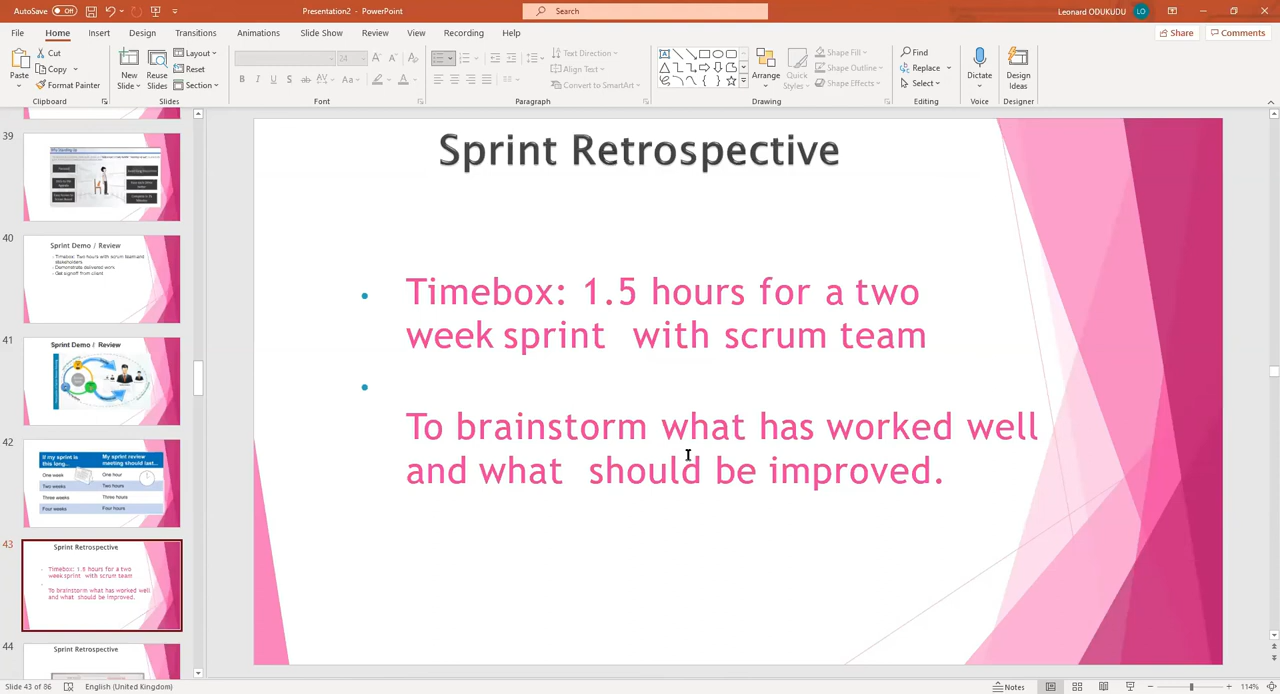 AutoSave Off
Presentation2 - PowerPoint
Search
Leonard ODUKUDU LO
File Home Insert Design Transitions Animations Slide Show Review View Recording Help
Share Comments
Paste
Cut
Copy
Format Painter
Clipboard
New Slide
Reuse Slides
Layout
Reset
Section
Slides
24
B I U S ab AV Aa A
Font
Text Direction
Align Text
Convert to SmartArt
Paragraph
Arrange
Quick Styles
Shape Fill
Shape Outline
Shape Effects
Drawing
Find
Replace
Select
Editing
Dictate
Voice
Design Ideas
Designer
39
40
Sprint Demo / Review
Timebox: Two hours with scrum team and
stakeholders
Demonstrate delivered work
Get signoff from client
41
Sprint Demo / Review
42
If my sprint is this long... My sprint review meeting should last...
One week One hour
Two weeks Two hours
Three weeks Three hours
Four weeks Four hours
43
Sprint Retrospective
Timebox: 1.5 hours for a two
week sprint with scrum team
To brainstorm what has worked well
and what should be improved.
44
Sprint Retrospective
Sprint Retrospective
Timebox: 1.5 hours for a two
week sprint with scrum team
To brainstorm what has worked well
and what should be improved.
Slide 43 of 86 English (United Kingdom)
Notes
114%